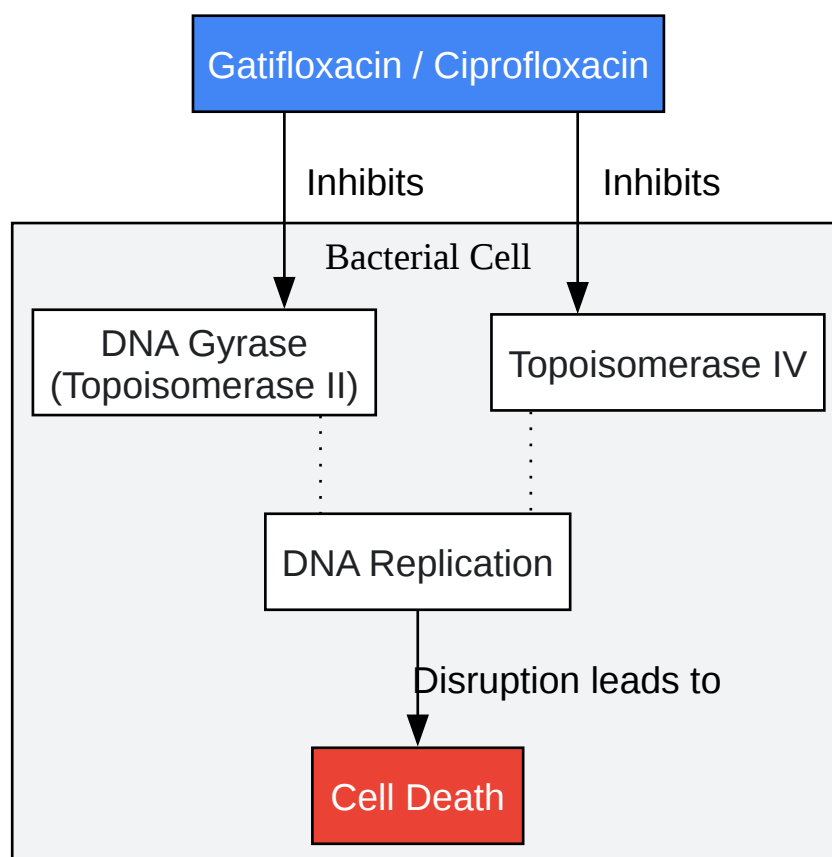 Gatifloxacin / Ciprofloxacin
Inhibits
Inhibits
Bacterial Cell
DNA Gyrase
(Topoisomerase II)
Topoisomerase IV
DNA Replication
Disruption leads to
Cell Death